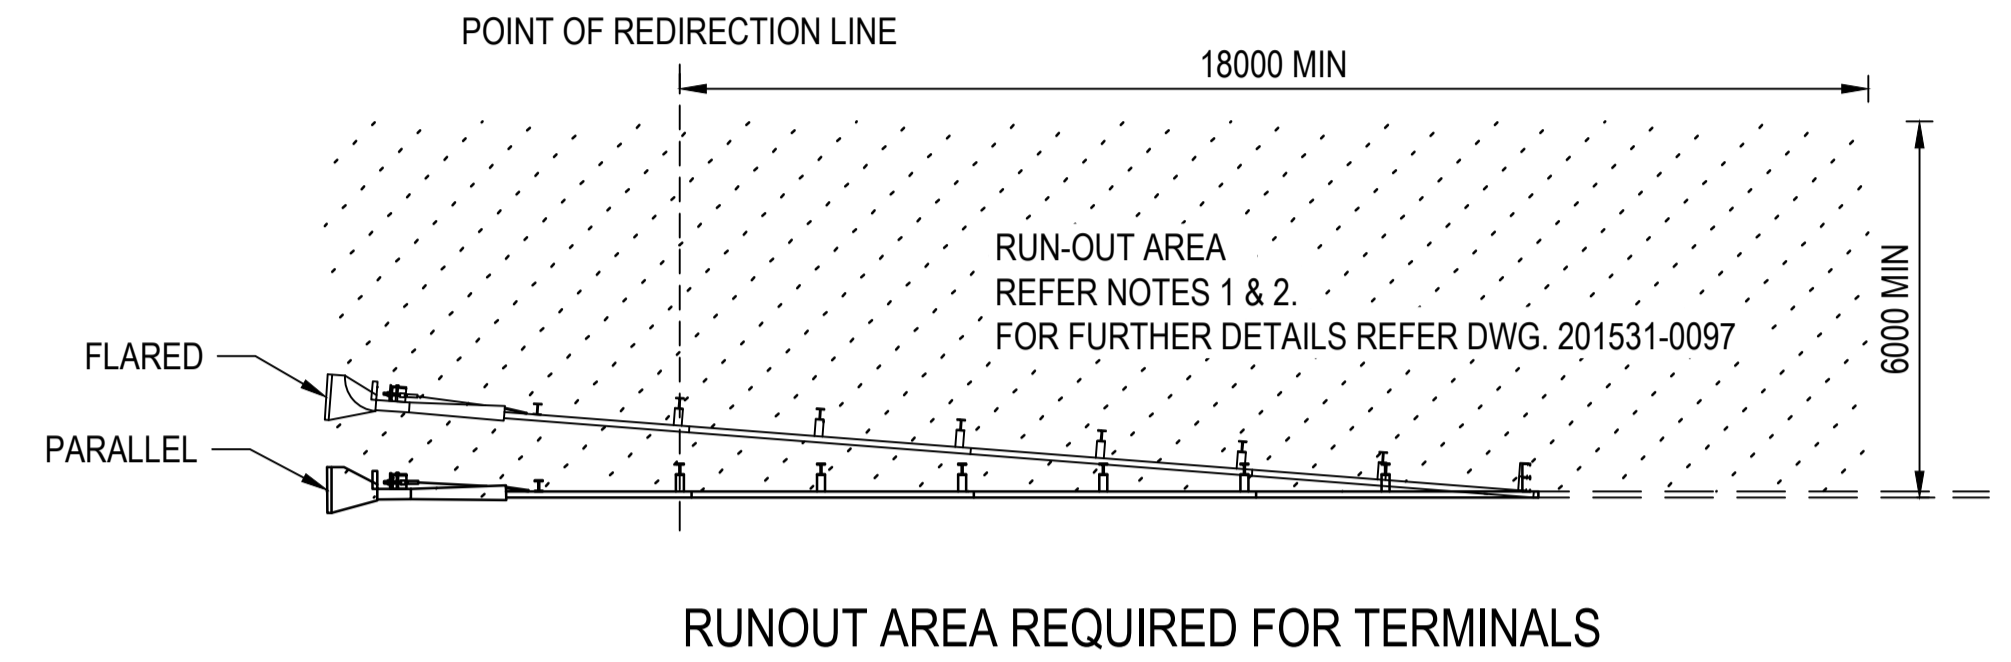 POINT OF REDIRECTION LINE
18000 MIN
RUN-OUT AREA
REFER NOTES 1 & 2.
FOR FURTHER DETAILS REFER DWG. 201531-0097
6000 MIN
FLARED
PARALLEL
RUNOUT AREA REQUIRED FOR TERMINALS